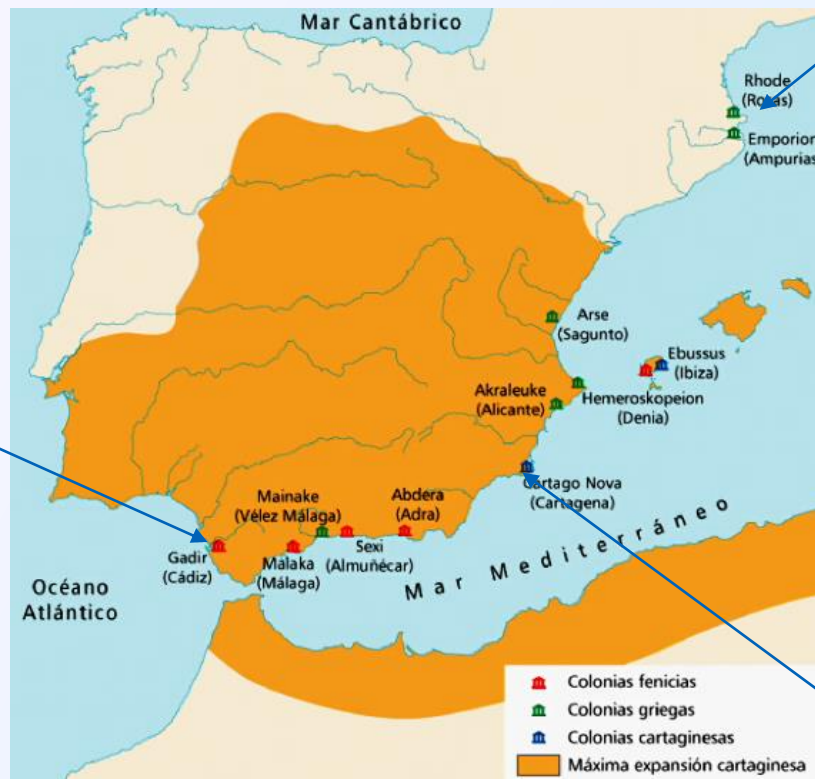 Mar Cantábrico
Rhode
(Rosas)
Emporion
(Ampurias)
Arse
(Sagunto)
Ebussus
(Ibiza)
Akraleuke
(Alicante)
Hemeroskopeion
(Denia)
Cartago Nova
(Cartagena)
Mainake
(Vélez Málaga)
Abdera
(Adra)
Gadir
(Cádiz)
Malaka
(Málaga)
Sexi
(Almuñécar)
Mar Mediterráneo
Océano
Atlántico
Colonias fenicias
Colonias griegas
Colonias cartaginesas
Máxima expansión cartaginesa